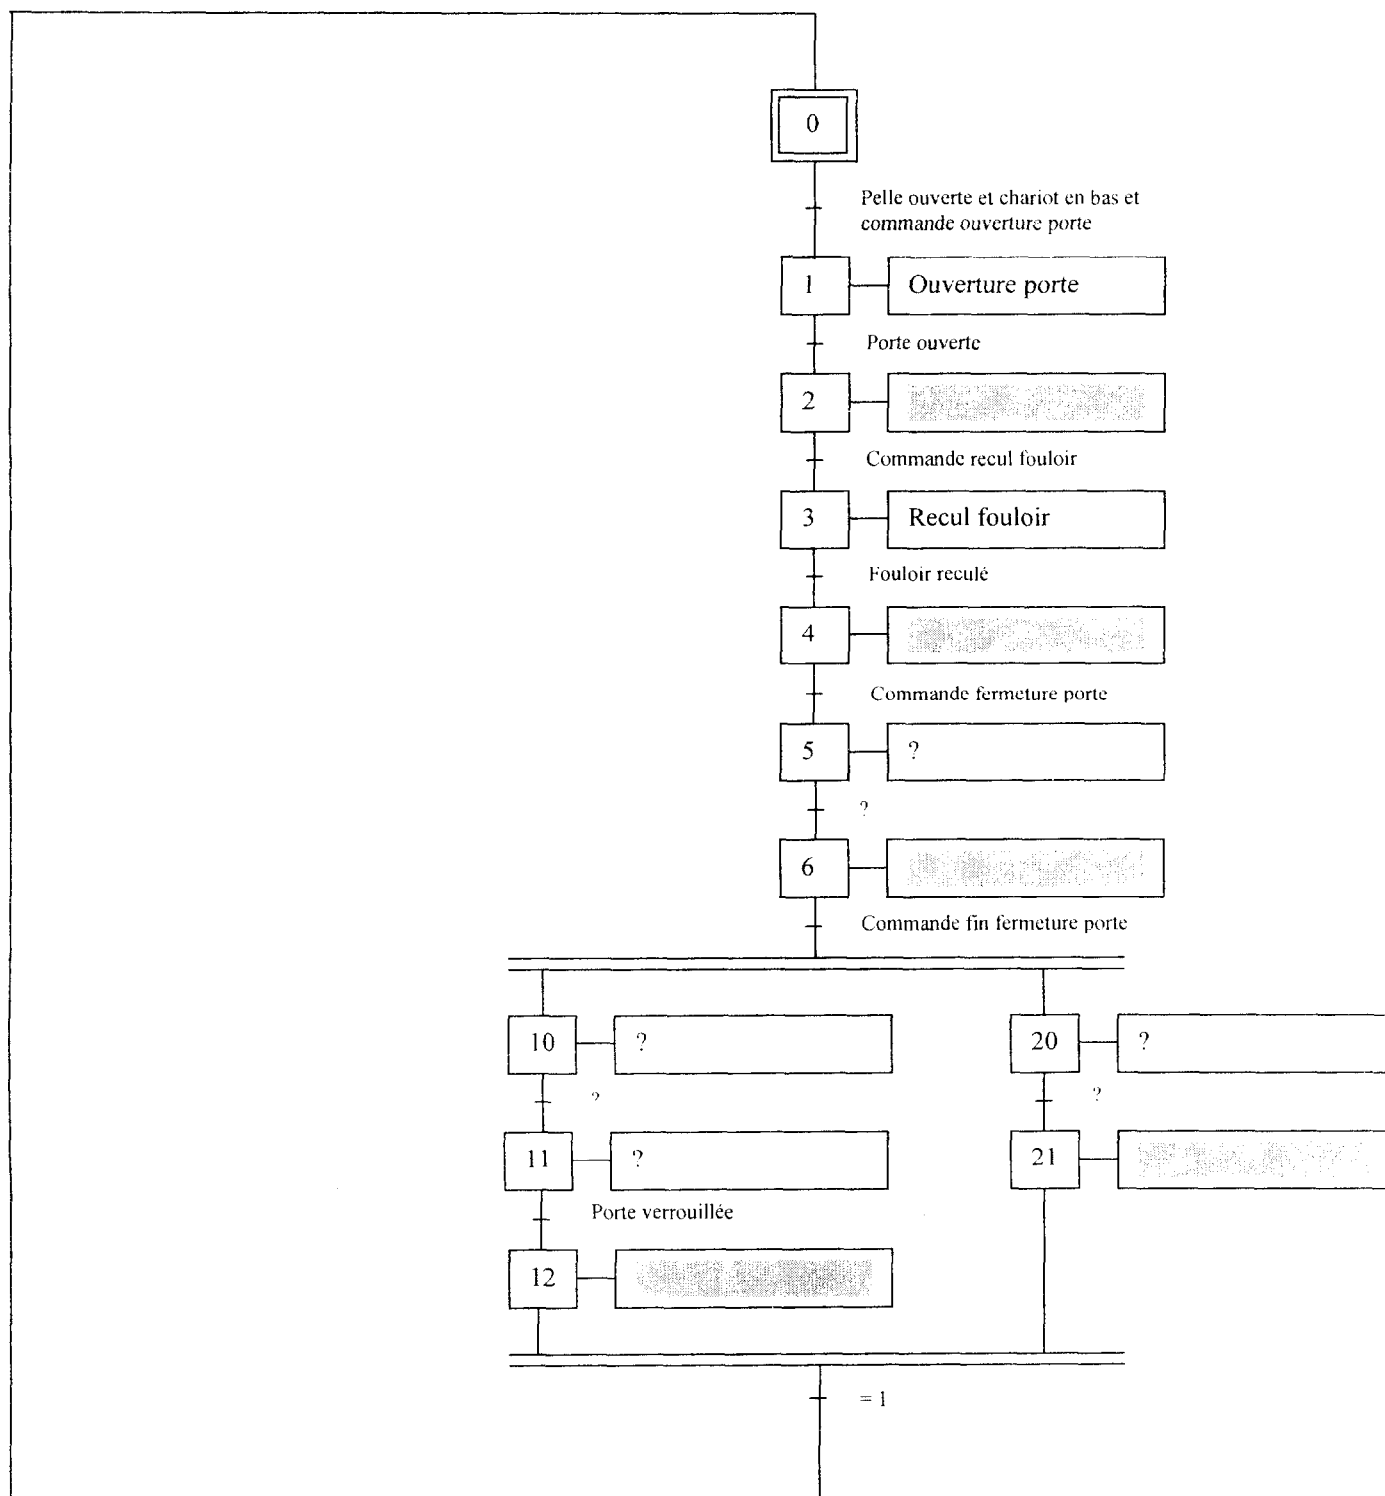 0
Pelle ouverte et chariot en bas et
commande ouverture porte
1
Ouverture porte
Porte ouverte
2
Commande recul fouloir
3
Recul fouloir
Fouloir reculé
4
Commande fermeture porte
5
?
?
6
Commande fin fermeture porte
10
?
20
?
?
?
11
?
21
Porte verrouillée
12
= 1